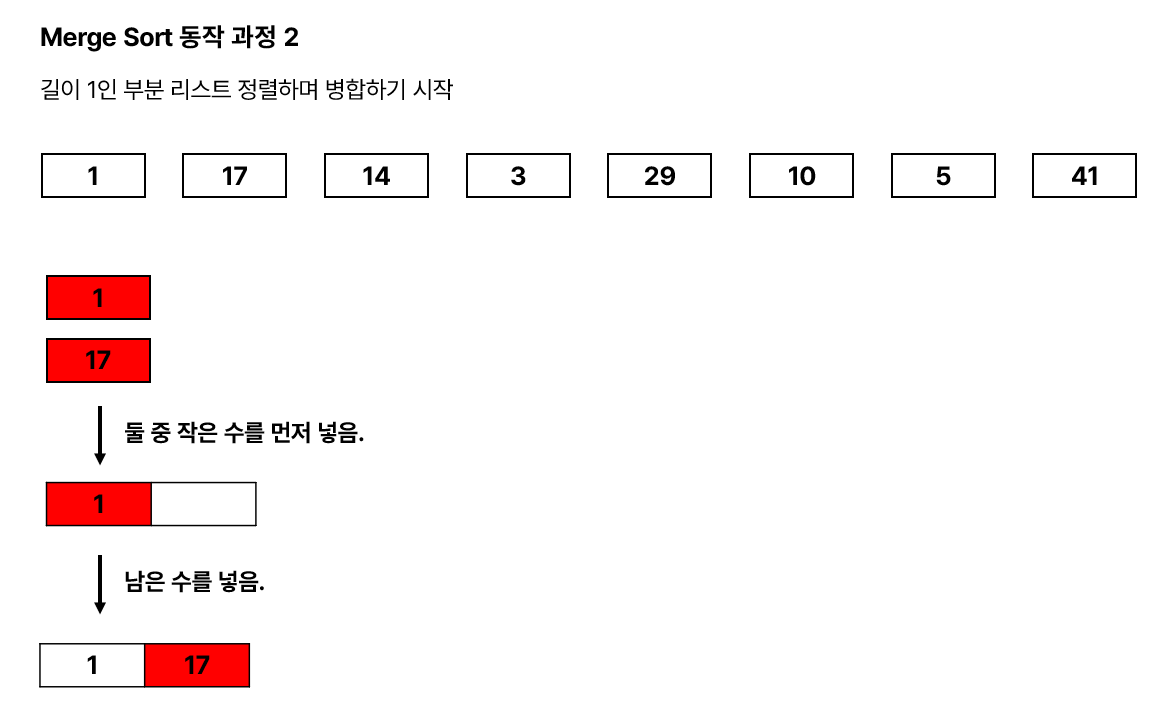 Merge Sort 동작 과정 2
길이 1인 부분 리스트 정렬하며 병합하기 시작
1 17 14 3 29 10 5 41
1
17
둘 중 작은 수를 먼저 넣음.
1
남은 수를 넣음.
1 17